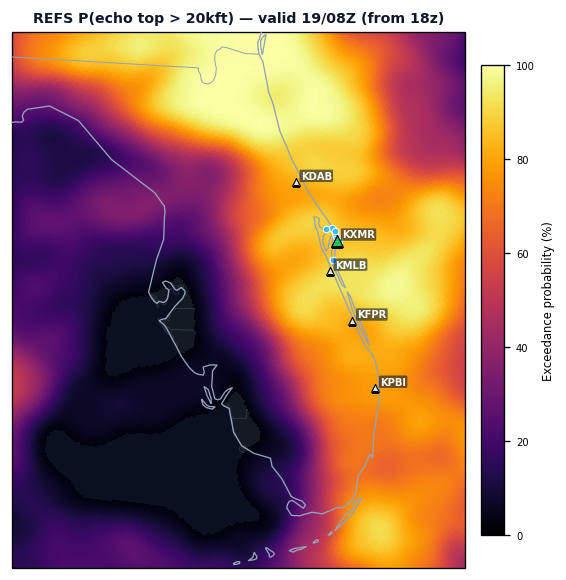 REFS P(echo top > 20kft) — valid 19/08Z (from 18z)
KDAB
KXMR
KMLB
KFPR
KPBI
100
80
60
40
20
0
Exceedance probability (%)